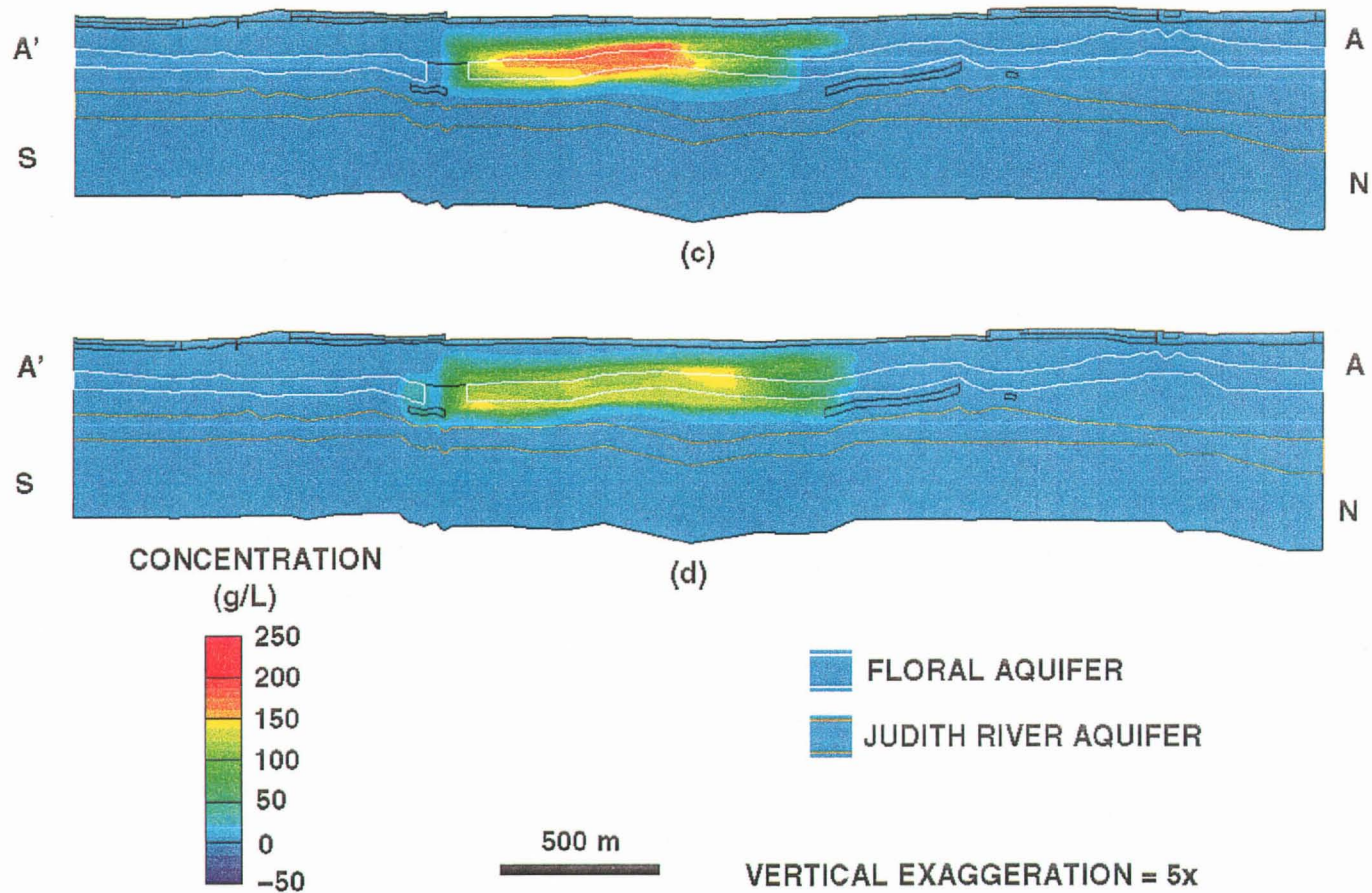 A'
A
S
N
(c)
A'
A
S
N
(d)
CONCENTRATION
(g/L)
250
200
150
100
50
0
−50
500 m
FLORAL AQUIFER
JUDITH RIVER AQUIFER
VERTICAL EXAGGERATION = 5x